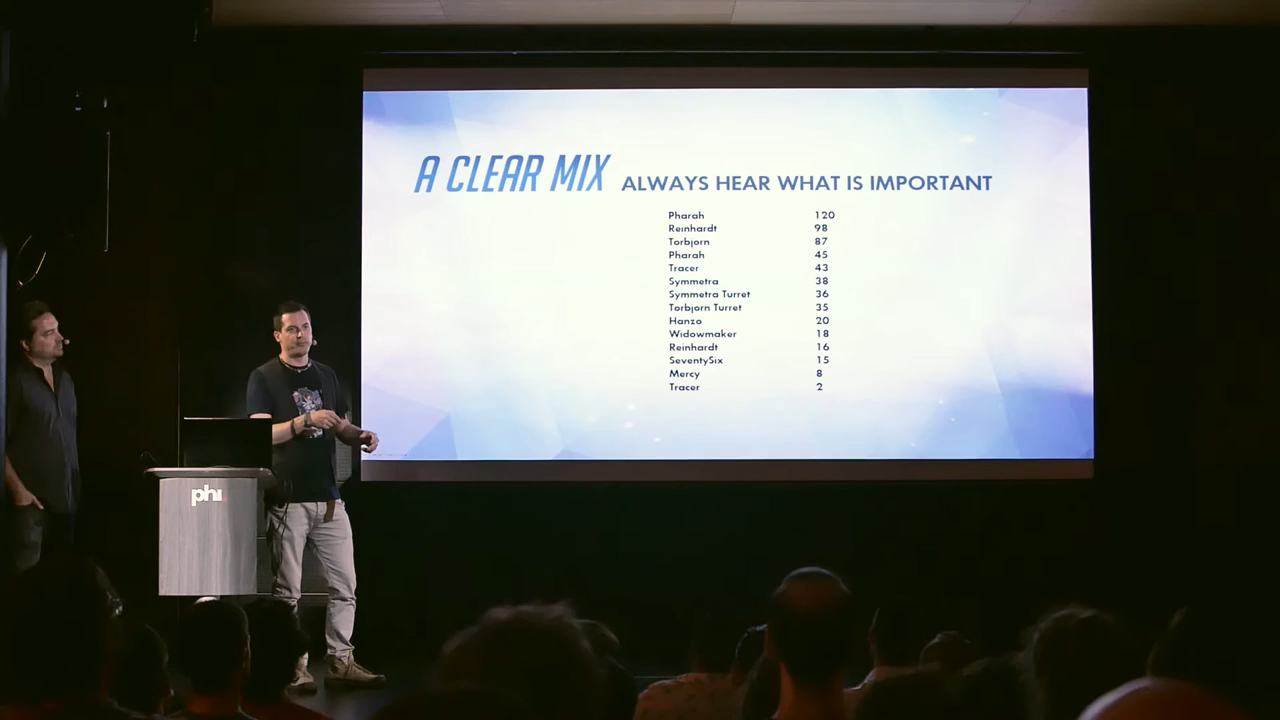 A CLEAR MIX ALWAYS HEAR WHAT IS IMPORTANT
Pharah 120
Reinhardt 98
Torbjorn 87
Pharah 45
Tracer 43
Symmetra 38
Symmetra Turret 36
Torbjorn Turret 35
Hanzo 20
Widowmaker 18
Reinhardt 16
SeventySix 15
Mercy 8
Tracer 2
phi.